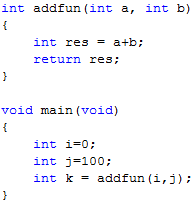 int addfun(int a, int b)
{
    int res = a+b;
    return res;
}

void main(void)
{
    int i=0;
    int j=100;
    int k = addfun(i,j);
}